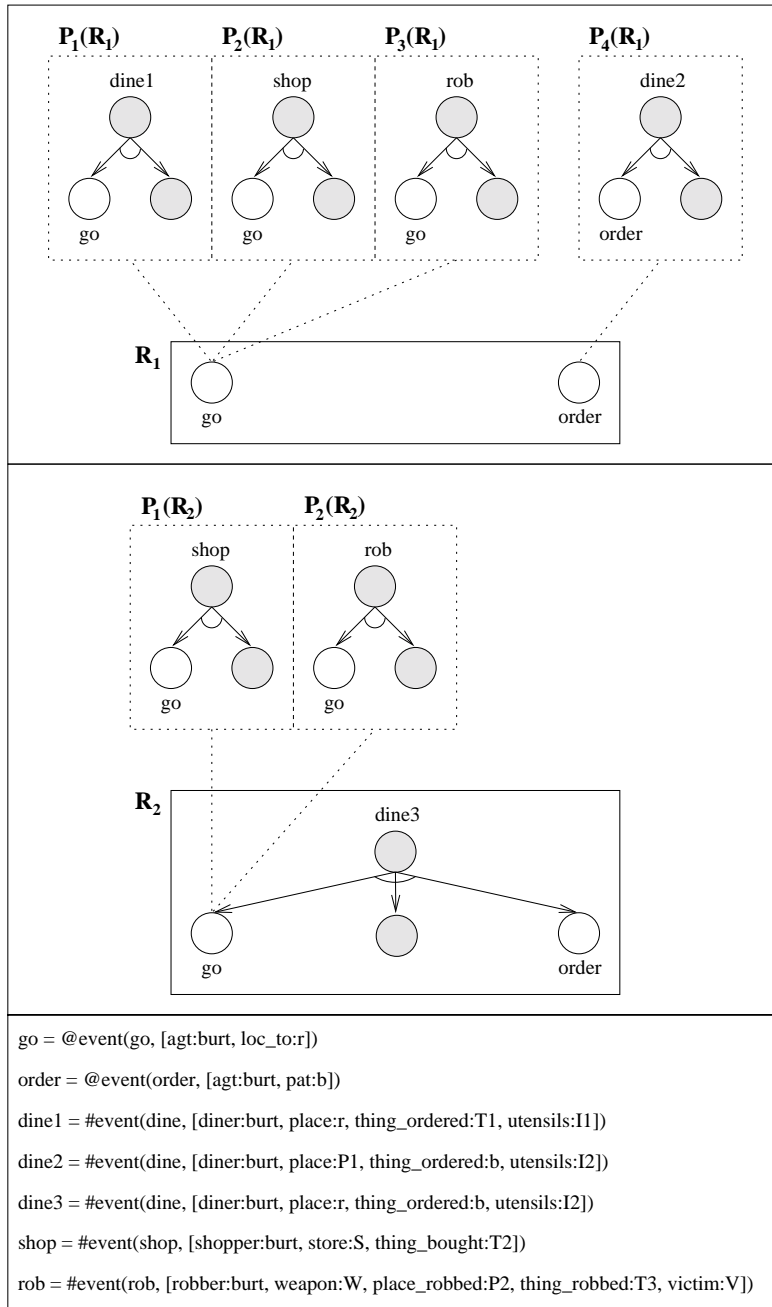 P1(R1) P2(R1) P3(R1) P4(R1)
dine1 shop rob dine2
go go go order
R1
go order
P1(R2) P2(R2)
shop rob
go go
R2
dine3
go order
go = @event(go, [agt:burt, loc_to:r])
order = @event(order, [agt:burt, pat:b])
dine1 = #event(dine, [diner:burt, place:r, thing_ordered:T1, utensils:I1])
dine2 = #event(dine, [diner:burt, place:P1, thing_ordered:b, utensils:I2])
dine3 = #event(dine, [diner:burt, place:r, thing_ordered:b, utensils:I2])
shop = #event(shop, [shopper:burt, store:S, thing_bought:T2])
rob = #event(rob, [robber:burt, weapon:W, place_robbed:P2, thing_robbed:T3, victim:V])